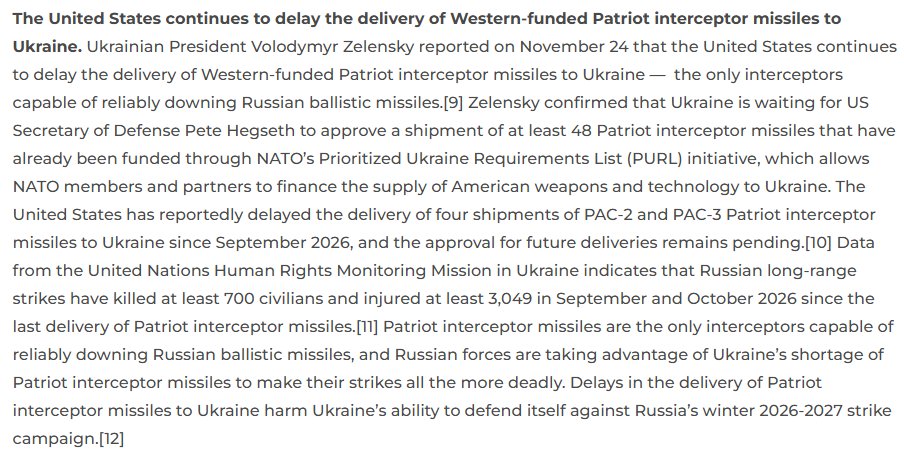 The United States continues to delay the delivery of Western-funded Patriot interceptor missiles to
Ukraine. Ukrainian President Volodymyr Zelensky reported on November 24 that the United States continues
to delay the delivery of Western-funded Patriot interceptor missiles to Ukraine —  the only interceptors
capable of reliably downing Russian ballistic missiles.[9] Zelensky confirmed that Ukraine is waiting for US
Secretary of Defense Pete Hegseth to approve a shipment of at least 48 Patriot interceptor missiles that have
already been funded through NATO’s Prioritized Ukraine Requirements List (PURL) initiative, which allows
NATO members and partners to finance the supply of American weapons and technology to Ukraine. The
United States has reportedly delayed the delivery of four shipments of PAC-2 and PAC-3 Patriot interceptor
missiles to Ukraine since September 2026, and the approval for future deliveries remains pending.[10] Data
from the United Nations Human Rights Monitoring Mission in Ukraine indicates that Russian long-range
strikes have killed at least 700 civilians and injured at least 3,049 in September and October 2026 since the
last delivery of Patriot interceptor missiles.[11] Patriot interceptor missiles are the only interceptors capable of
reliably downing Russian ballistic missiles, and Russian forces are taking advantage of Ukraine’s shortage of
Patriot interceptor missiles to make their strikes all the more deadly. Delays in the delivery of Patriot
interceptor missiles to Ukraine harm Ukraine’s ability to defend itself against Russia’s winter 2026-2027 strike
campaign.[12]